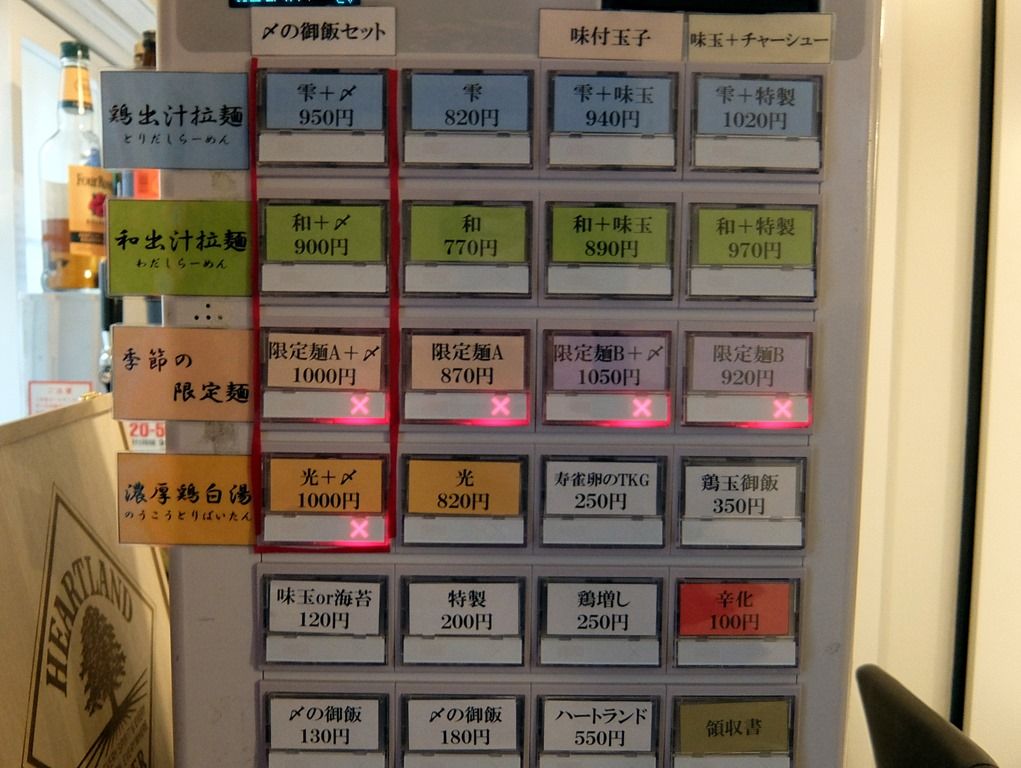 〆の御飯セット
味付玉子
味玉+チャーシュー
鶏出汁拉麺
とりだしらーめん
雫+〆
950円
雫
820円
雫+味玉
940円
雫+特製
1020円
和出汁拉麺
わだしらーめん
和+〆
900円
和
770円
和+味玉
890円
和+特製
970円
季節の
限定麺
限定麺A+〆
1000円
限定麺A
870円
限定麺B+〆
1050円
限定麺B
920円
濃厚鶏白湯
のうこうとりぱいたん
光+〆
1000円
光
820円
寿雀卵のTKG
250円
鶏玉御飯
350円
味玉or海苔
120円
特製
200円
鶏増し
250円
辛化
100円
〆の御飯
130円
〆の御飯
180円
ハートランド
550円
領収書
20-5
HEARTLAND